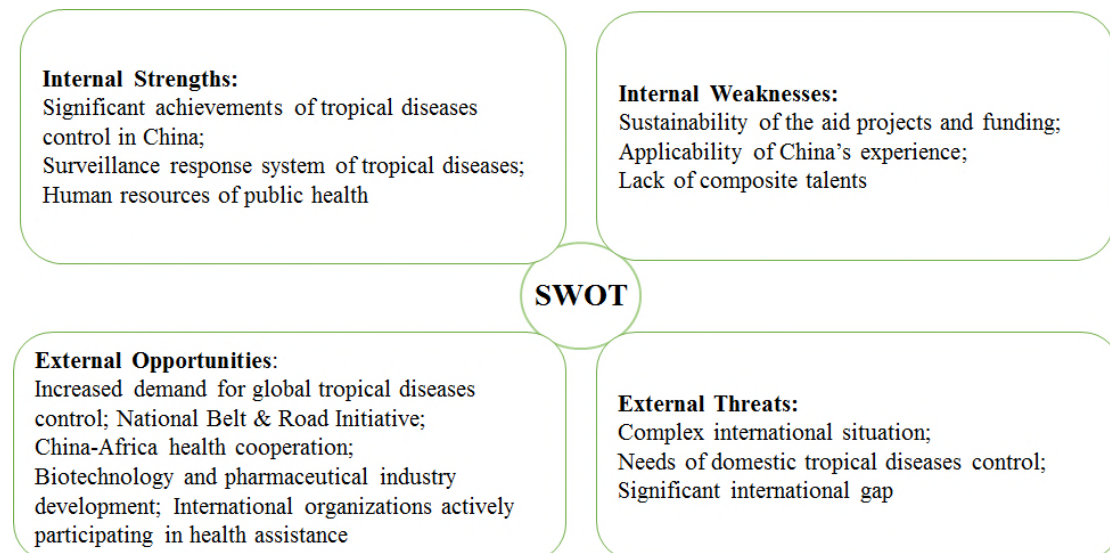 Internal Strengths:
Significant achievements of tropical diseases
control in China;
Surveillance response system of tropical diseases;
Human resources of public health
Internal Weaknesses:
Sustainability of the aid projects and funding;
Applicability of China’s experience;
Lack of composite talents
SWOT
External Opportunities:
Increased demand for global tropical diseases
control; National Belt & Road Initiative;
China-Africa health cooperation;
Biotechnology and pharmaceutical industry
development; International organizations actively
participating in health assistance
External Threats:
Complex international situation;
Needs of domestic tropical diseases control;
Significant international gap